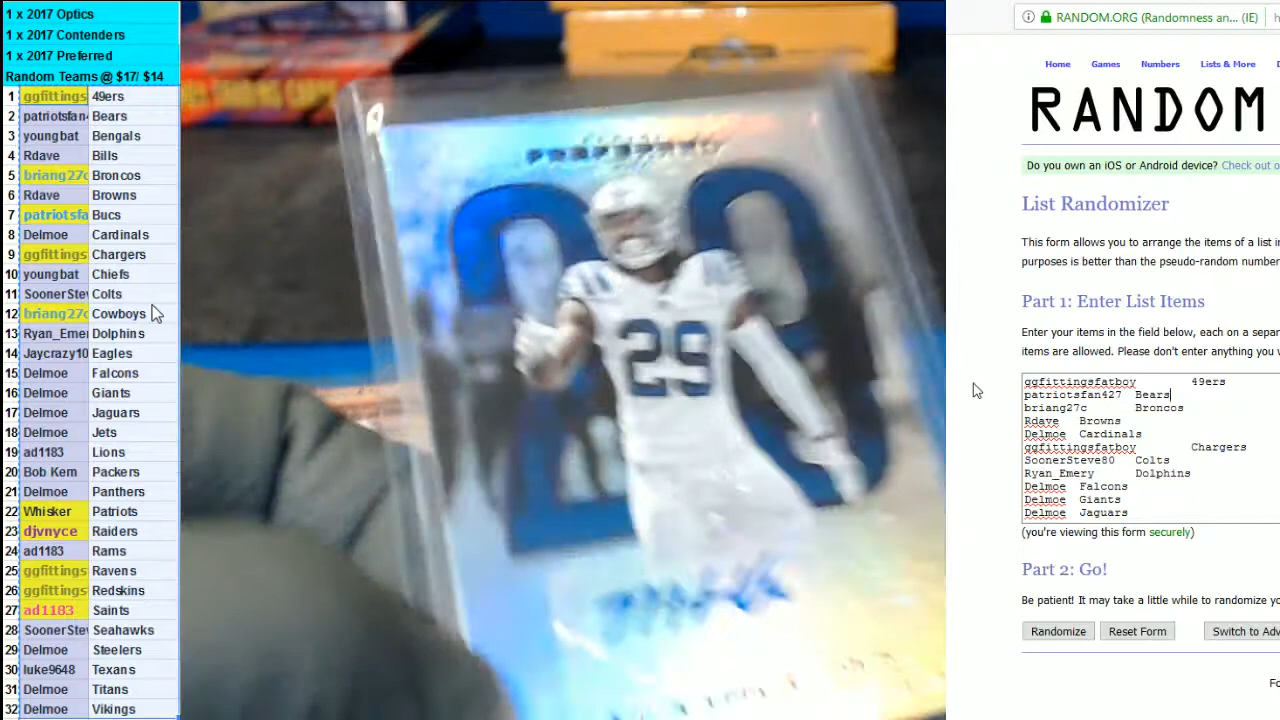 1 x 2017 Optics
1 x 2017 Contenders
1 x 2017 Preferred
Random Teams @ $17/ $14
1 ggfittings 49ers
2 patriotsfan4 Bears
3 youngbat Bengals
4 Rdave Bills
5 briang27c Broncos
6 Rdave Browns
7 patriotsfa Bucs
8 Delmoe Cardinals
9 ggfittings Chargers
10 youngbat Chiefs
11 SoonerStev Colts
12 briang27c Cowboys
13 Ryan_Emer Dolphins
14 Jaycrazy10 Eagles
15 Delmoe Falcons
16 Delmoe Giants
17 Delmoe Jaguars
18 Delmoe Jets
19 ad1183 Lions
20 Bob Kern Packers
21 Delmoe Panthers
22 Whisker Patriots
23 djvnyce Raiders
24 ad1183 Rams
25 ggfittings Ravens
26 ggfittings Redskins
27 ad1183 Saints
28 SoonerStev Seahawks
29 Delmoe Steelers
30 luke9648 Texans
31 Delmoe Titans
32 Delmoe Vikings
PREFERRED
29
29
RANDOM.ORG (Randomness an... (IE)
Home Games Numbers Lists & More
RANDOM
Do you own an iOS or Android device? Check out o
List Randomizer
This form allows you to arrange the items of a list i
purposes is better than the pseudo-random number
Part 1: Enter List Items
Enter your items in the field below, each on a separ
items are allowed. Please don't enter anything you w
ggfittingsfatboy 49ers
patriotsfan427 Bears
briang27c Broncos
Rdave Browns
Delmoe Cardinals
ggfittingsfatboy Chargers
SoonerSteve80 Colts
Ryan_Emery Dolphins
Delmoe Falcons
Delmoe Giants
Delmoe Jaguars
(you're viewing this form securely)
Part 2: Go!
Be patient! It may take a little while to randomize yo
Randomize Reset Form Switch to Adv
Fo